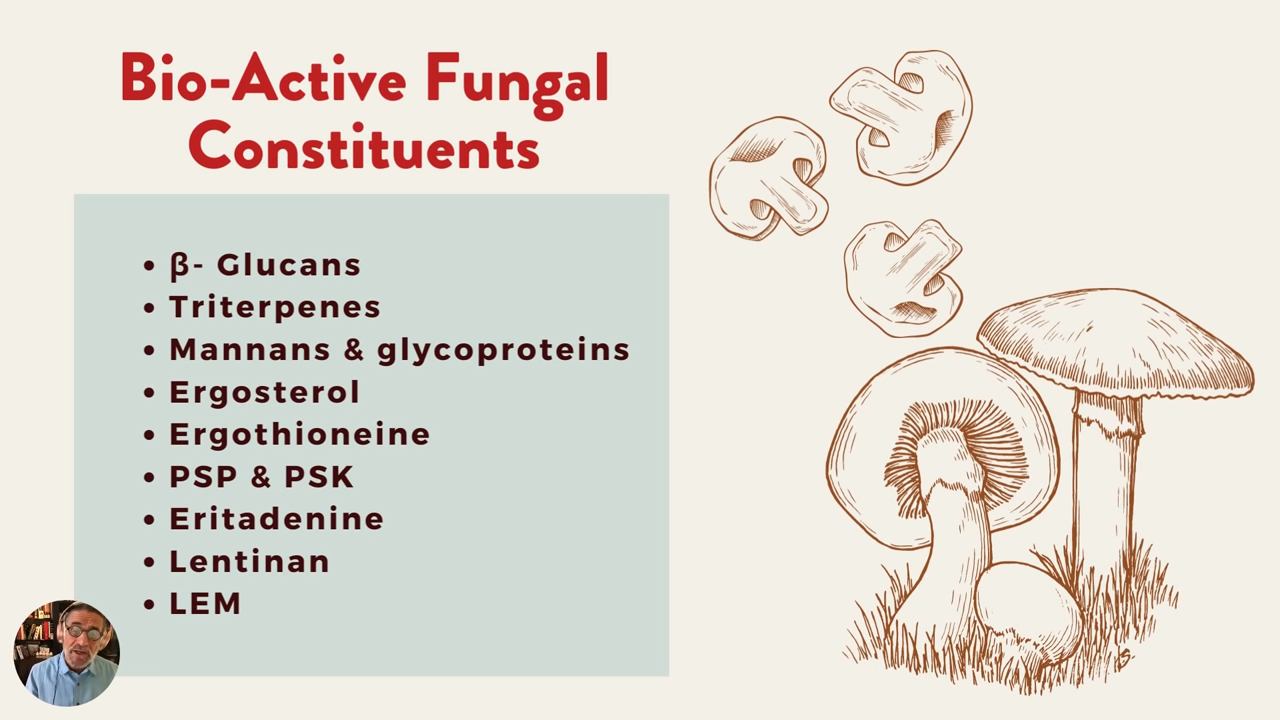 Bio-Active Fungal
Constituents
• β- Glucans
• Triterpenes
• Mannans & glycoproteins
• Ergosterol
• Ergothioneine
• PSP & PSK
• Eritadenine
• Lentinan
• LEM